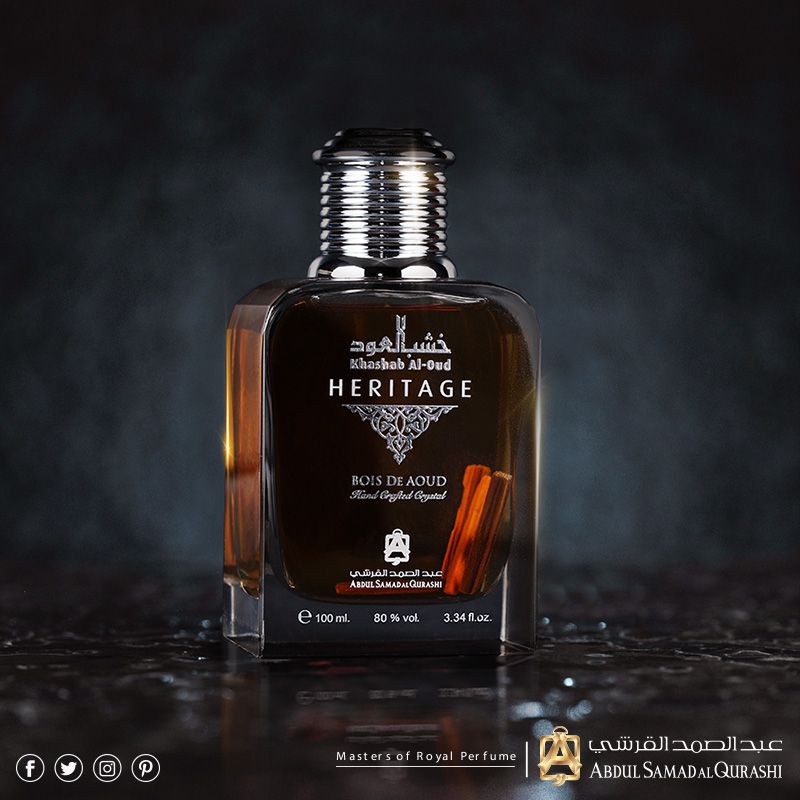 خشب العود
Khashab Al-Oud
HERITAGE
BOIS DE AOUD
Hand Crafted Crystal
عبد الصمد القرشي
ABDUL SAMAD AL QURASHI
e 100 ml. 80 % vol. 3.34 fl.oz.
Masters of Royal Perfume
عبد الصمد القرشي
ABDUL SAMAD AL QURASHI